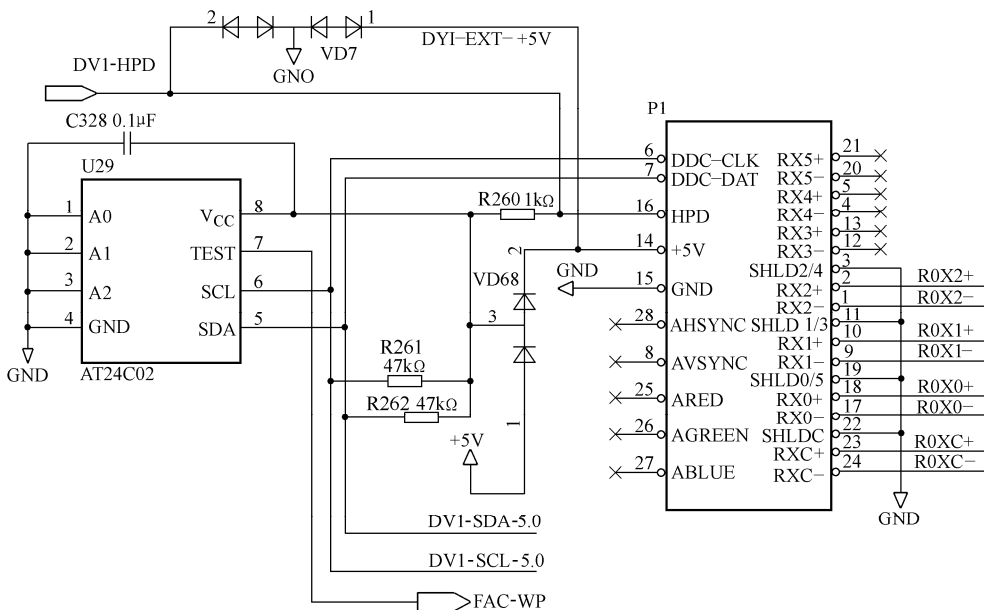 2
1
DYI-EXT-+5V
VD7
GNO
DV1-HPD
C328 0.1μF
U29
1 A0
2 A1
3 A2
4 GND
VCC 8
TEST 7
SCL 6
SDA 5
AT24C02
GND
R260 1kΩ
R261
47kΩ
R262 47kΩ
+5V
VD68
2
3
1
GND
DV1-SDA-5.0
DV1-SCL-5.0
FAC-WP
P1
6 DDC-CLK
7 DDC-DAT
16 HPD
14 +5V
15 GND
28 AHSYNC
8 AVSYNC
25 ARED
26 AGREEN
27 ABLUE
RX5+ 21
RX5- 20
RX4+ 5
RX4- 4
RX3+ 13
RX3- 12
SHLD2/4 3
RX2+ 2 R0X2+
RX2- 1 R0X2-
SHLD 1/3 11
RX1+ 10 R0X1+
RX1- 9 R0X1-
SHLD0/5 19
RX0+ 18 R0X0+
RX0- 17 R0X0-
SHLDC 22
RXC+ 23 R0XC+
RXC- 24 R0XC-
GND